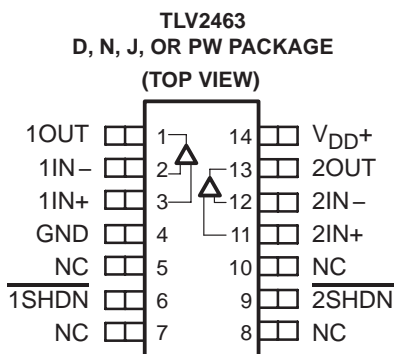 TLV2463
D, N, J, OR PW PACKAGE
(TOP VIEW)
1OUT 1 14 VDD+
1IN− 2 13 2OUT
1IN+ 3 12 2IN−
GND 4 11 2IN+
NC 5 10 NC
1SHDN 6 9 2SHDN
NC 7 8 NC